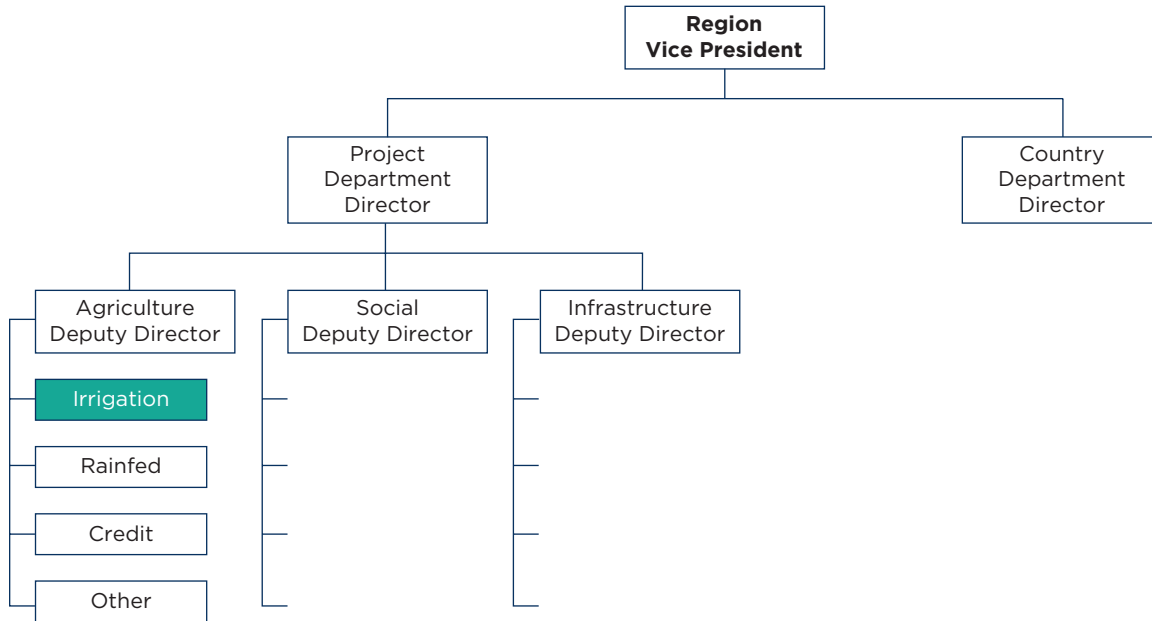 Region
Vice President
Project
Department
Director
Country
Department
Director
Agriculture
Deputy Director
Social
Deputy Director
Infrastructure
Deputy Director
Irrigation
Rainfed
Credit
Other